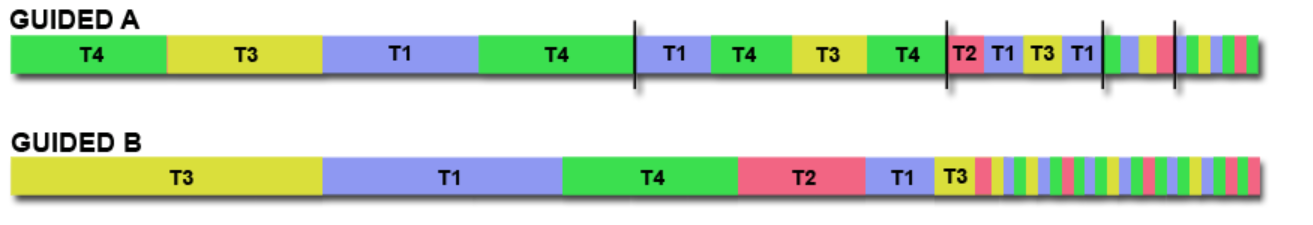 GUIDED A
T4 T3 T1 T4 T1 T4 T3 T4 T2 T1 T3 T1
GUIDED B
T3 T1 T4 T2 T1 T3